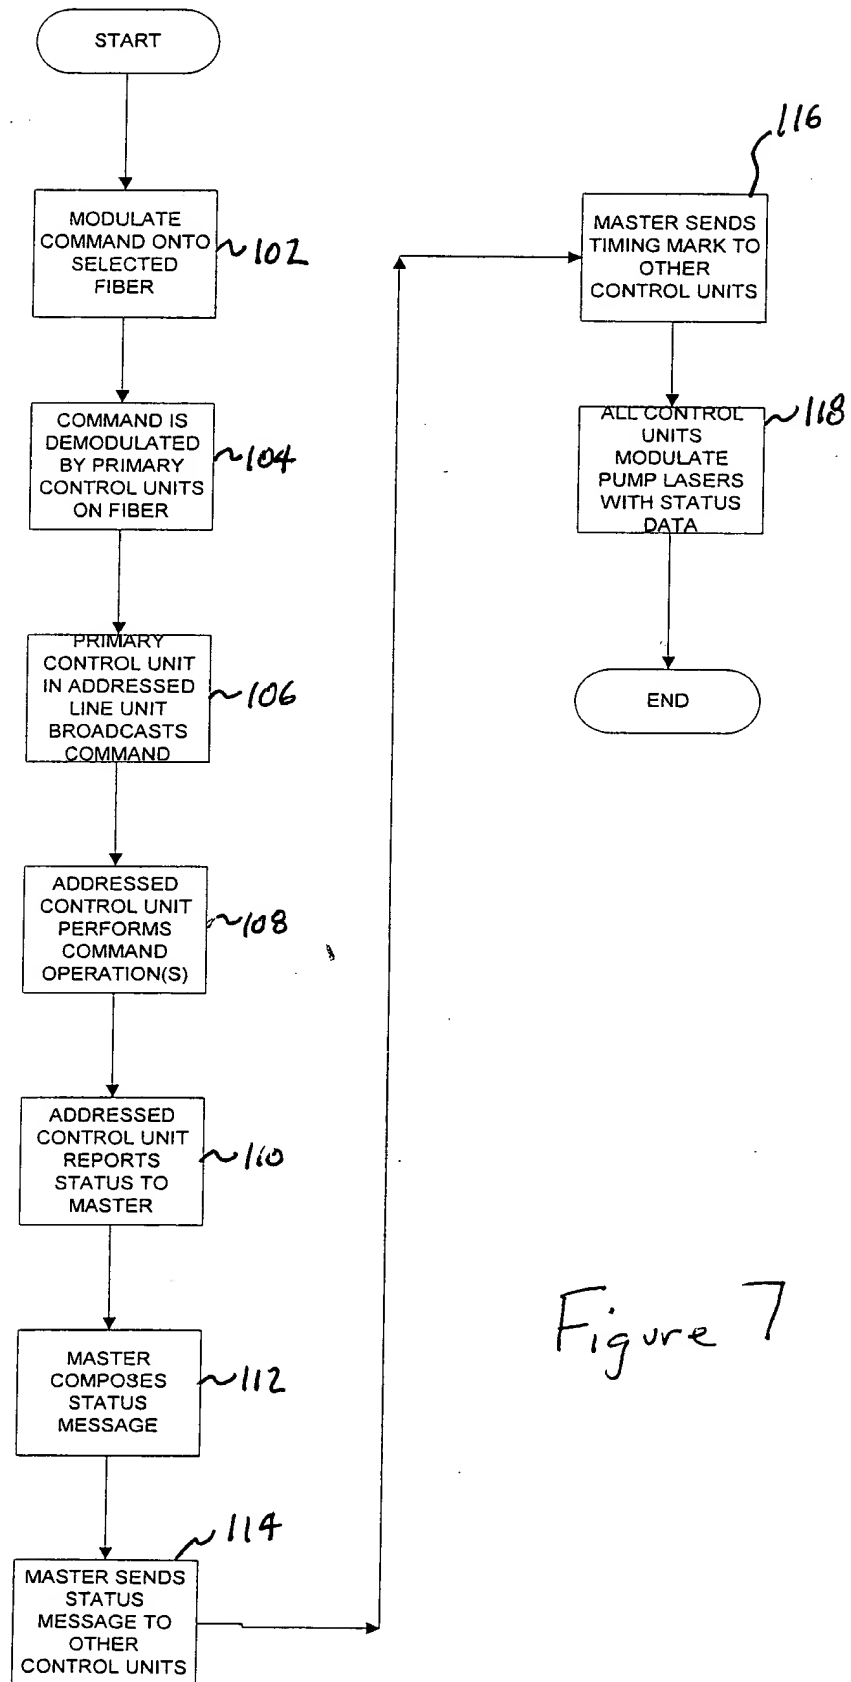 START
MODULATE
COMMAND ONTO
SELECTED
FIBER
102
COMMAND IS
DEMODULATED
BY PRIMARY
CONTROL UNITS
ON FIBER
104
PRIMARY
CONTROL UNIT
IN ADDRESSED
LINE UNIT
BROADCASTS
COMMAND
106
ADDRESSED
CONTROL UNIT
PERFORMS
COMMAND
OPERATION(S)
108
ADDRESSED
CONTROL UNIT
REPORTS
STATUS TO
MASTER
110
MASTER
COMPOSES
STATUS
MESSAGE
112
114
MASTER SENDS
STATUS
MESSAGE TO
OTHER
CONTROL UNITS
116
MASTER SENDS
TIMING MARK TO
OTHER
CONTROL UNITS
118
ALL CONTROL
UNITS
MODULATE
PUMP LASERS
WITH STATUS
DATA
END
Figure 7